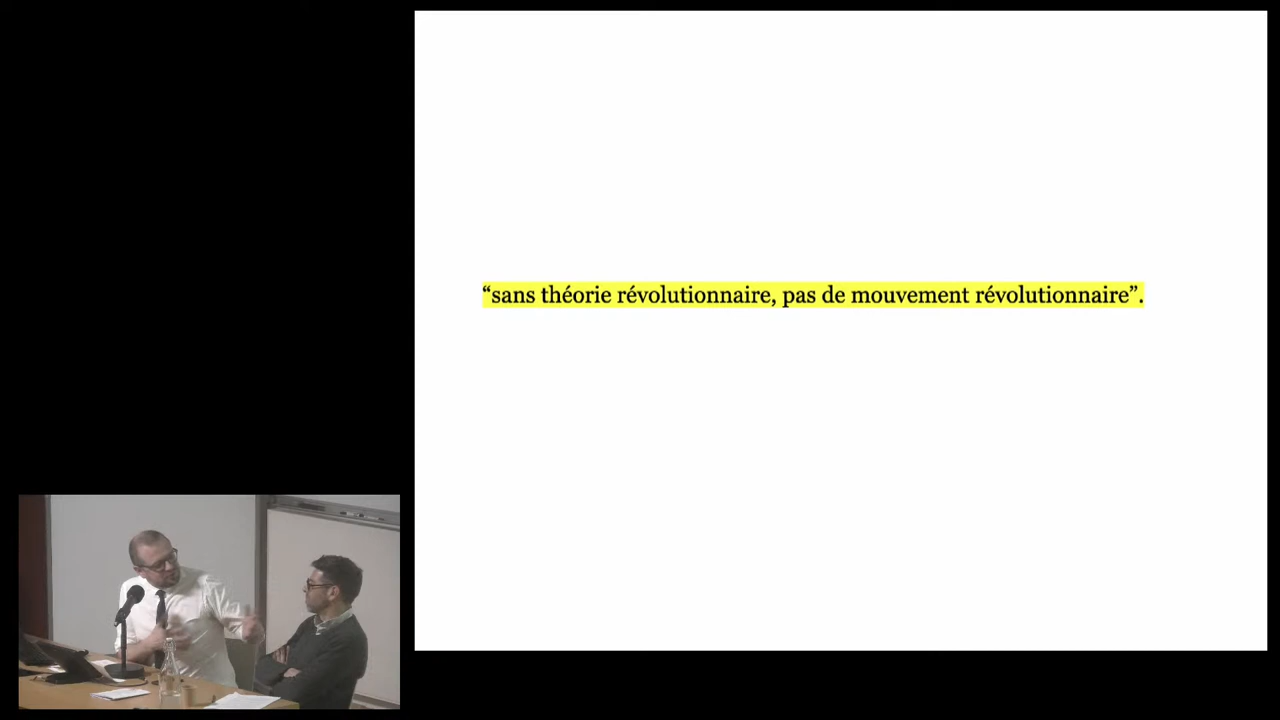 “sans théorie révolutionnaire, pas de mouvement révolutionnaire”.